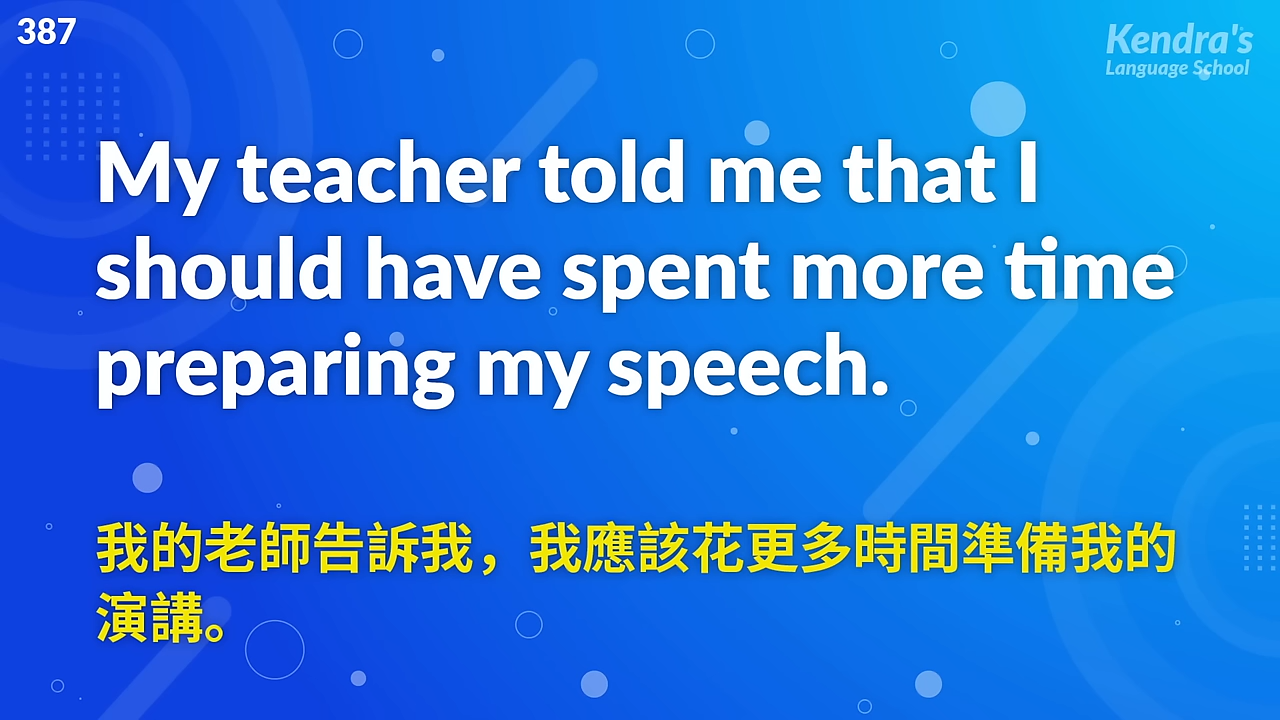 387
Kendra's
Language School
My teacher told me that I
should have spent more time
preparing my speech.
我的老師告訴我，我應該花更多時間準備我的
演講。